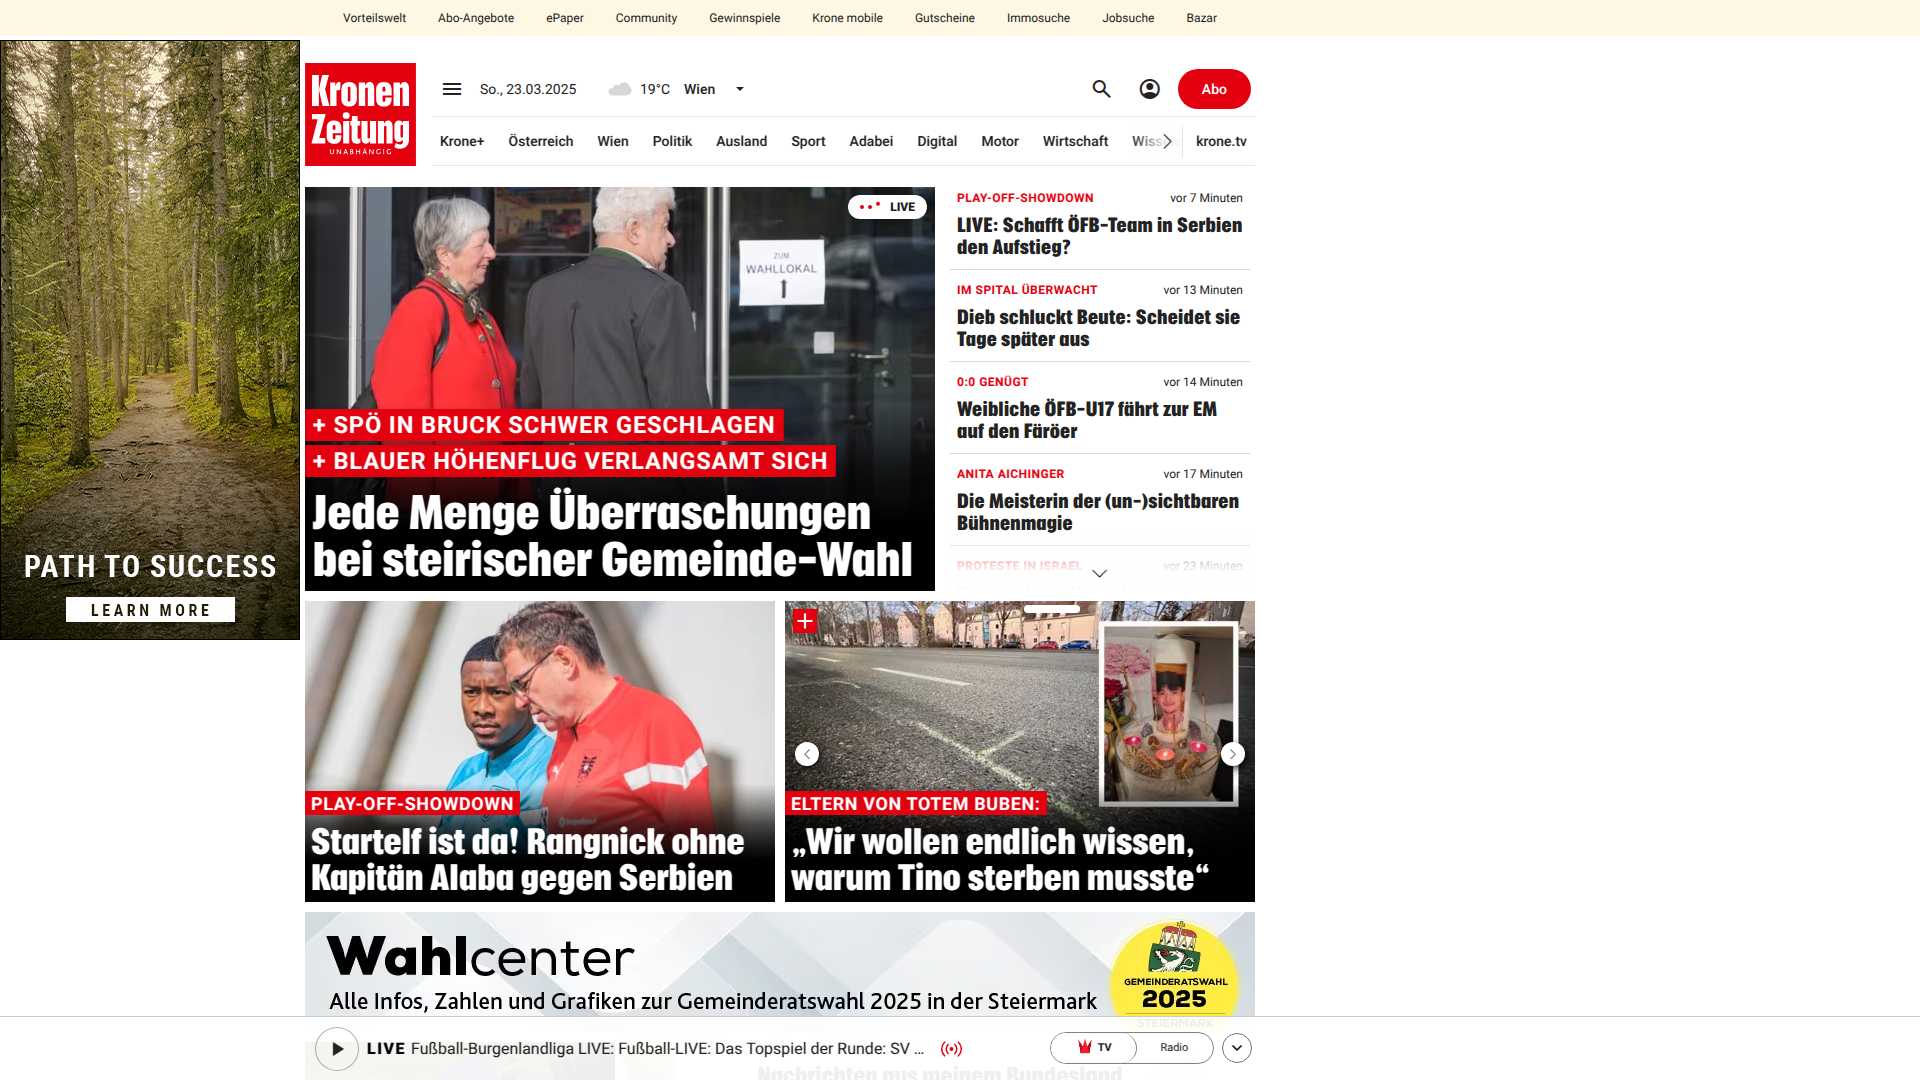 Vorteilswelt Abo-Angebote ePaper Community Gewinnspiele Krone mobile Gutscheine Immosuche Jobsuche Bazar
Kronen
Zeitung
UNABHÄNGIG
So., 23.03.2025 19°C Wien
Abo
Krone+ Österreich Wien Politik Ausland Sport Adabei Digital Motor Wirtschaft Wiss krone.tv
PATH TO SUCCESS
LEARN MORE
LIVE
ZUM
WAHLLOKAL
+ SPÖ IN BRUCK SCHWER GESCHLAGEN
+ BLAUER HÖHENFLUG VERLANGSAMT SICH
Jede Menge Überraschungen
bei steirischer Gemeinde-Wahl
PLAY-OFF-SHOWDOWN vor 7 Minuten
LIVE: Schafft ÖFB-Team in Serbien
den Aufstieg?
IM SPITAL ÜBERWACHT vor 13 Minuten
Dieb schluckt Beute: Scheidet sie
Tage später aus
0:0 GENÜGT vor 14 Minuten
Weibliche ÖFB-U17 fährt zur EM
auf den Färöer
ANITA AICHINGER vor 17 Minuten
Die Meisterin der (un-)sichtbaren
Bühnenmagie
PROTESTE IN ISRAEL vor 23 Minuten
PLAY-OFF-SHOWDOWN
Startelf ist da! Rangnick ohne
Kapitän Alaba gegen Serbien
ELTERN VON TOTEM BUBEN:
„Wir wollen endlich wissen,
warum Tino sterben musste“
Wahlcenter
Alle Infos, Zahlen und Grafiken zur Gemeinderatswahl 2025 in der Steiermark
GEMEINDERATSWAHL
2025
STEIERMARK
LIVE Fußball-Burgenlandliga LIVE: Fußball-LIVE: Das Topspiel der Runde: SV ...
TV Radio
Nachrichten aus meinem Bundesland